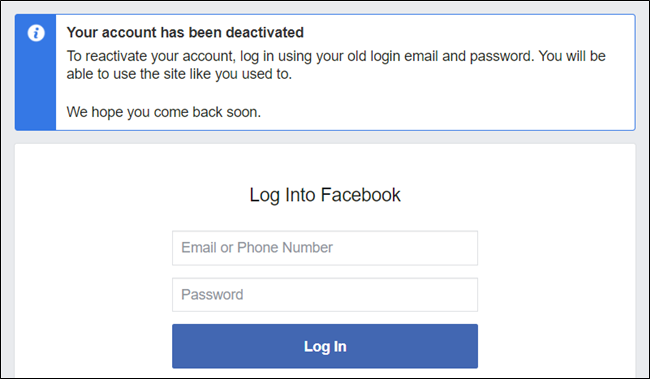 Your account has been deactivated
To reactivate your account, log in using your old login email and password. You will be
able to use the site like you used to.
We hope you come back soon.
Log Into Facebook
Email or Phone Number
Password
Log In